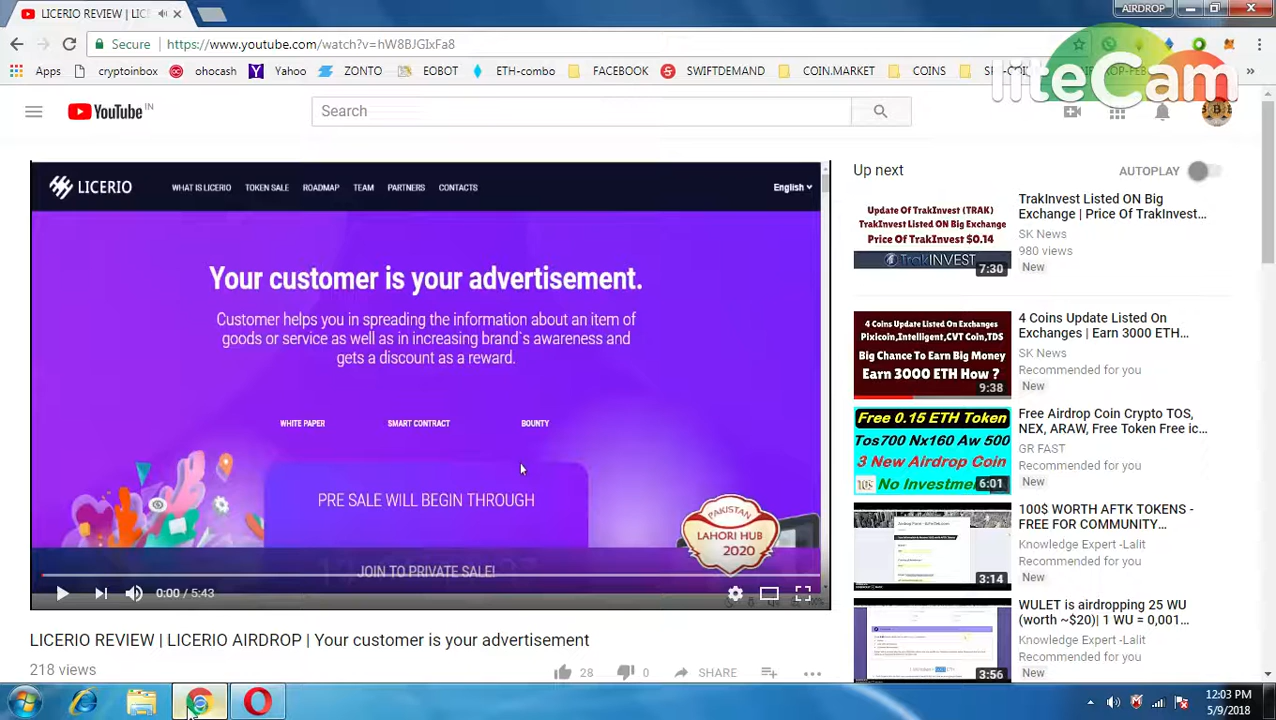 LICERIO REVIEW | LICE
AIRDROP
Secure
https://www.youtube.com/watch?v=hW8BJGIxFa8
Apps
cryptoinbox
ohocash
Yahoo
ZONTO
EOBOT
ETH-combo
FACEBOOK
SWIFTDEMAND
COIN.MARKET
COINS
liteCam
YouTube IN
Search
LICERIO
WHAT IS LICERIO
TOKEN SALE
ROADMAP
TEAM
PARTNERS
CONTACTS
English
Your customer is your advertisement.
Customer helps you in spreading the information about an item of
goods or service as well as in increasing brand`s awareness and
gets a discount as a reward.
WHITE PAPER
SMART CONTRACT
BOUNTY
PRE SALE WILL BEGIN THROUGH
JOIN TO PRIVATE SALE!
PAKISTAN
LAHORI HUB
2020
/ 5:45
LICERIO REVIEW | LICERIO AIRDROP | Your customer is your advertisement
218 views
28
SHARE
Up next
AUTOPLAY
Update Of TrakInvest (TRAK)
TrakInvest Listed ON Big Exchange
Price Of TrakInvest $0.14
TrakINVEST
7:30
TrakInvest Listed ON Big
Exchange | Price Of TrakInvest...
SK News
980 views
New
4 Coins Update Listed On Exchanges
Pixicoin,Intelligent,CVT Coin,TDS
Big Chance To Earn Big Money
Earn 3000 ETH How ?
9:38
4 Coins Update Listed On
Exchanges | Earn 3000 ETH...
SK News
Recommended for you
New
Free 0.15 ETH Token
Tos700 Nx160 Aw 500
3 New Airdrop Coin
10$ No Investment
6:01
Free Airdrop Coin Crypto TOS,
NEX, ARAW, Free Token Free ic...
GR FAST
Recommended for you
New
3:14
100$ WORTH AFTK TOKENS -
FREE FOR COMMUNITY...
Knowledge Expert -Lalit
Recommended for you
New
3:56
WULET is airdropping 25 WU
(worth ~$20)| 1 WU = 0,001...
Knowledge Expert -Lalit
Recommended for you
New
12:03 PM
5/9/2018